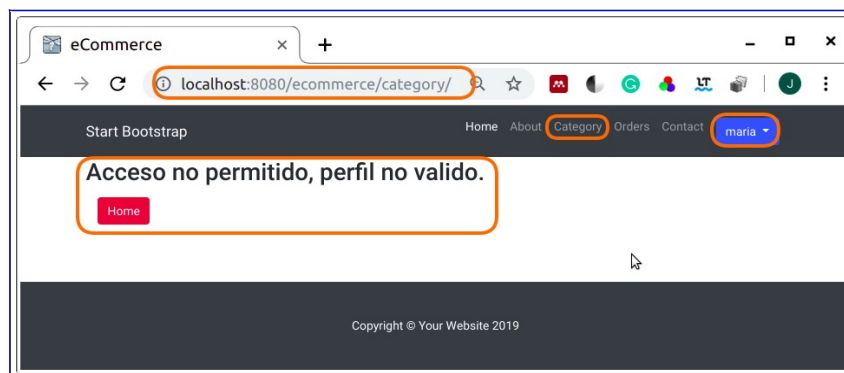 eCommerce
localhost:8080/ecommerce/category/
J
Start Bootstrap Home About Category Orders Contact maria
Acceso no permitido, perfil no valido.
Home
Copyright © Your Website 2019